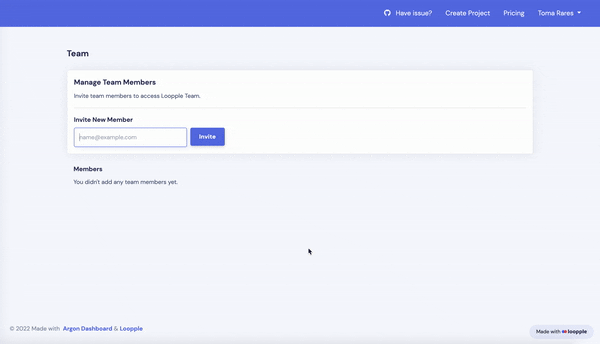 Have issue? Create Project Pricing Toma Rares
Team
Manage Team Members
Invite team members to access Loopple Team.
Invite New Member
name@example.com Invite
Members
You didn't add any team members yet.
© 2022 Made with Argon Dashboard & Loopple
Made with loopple